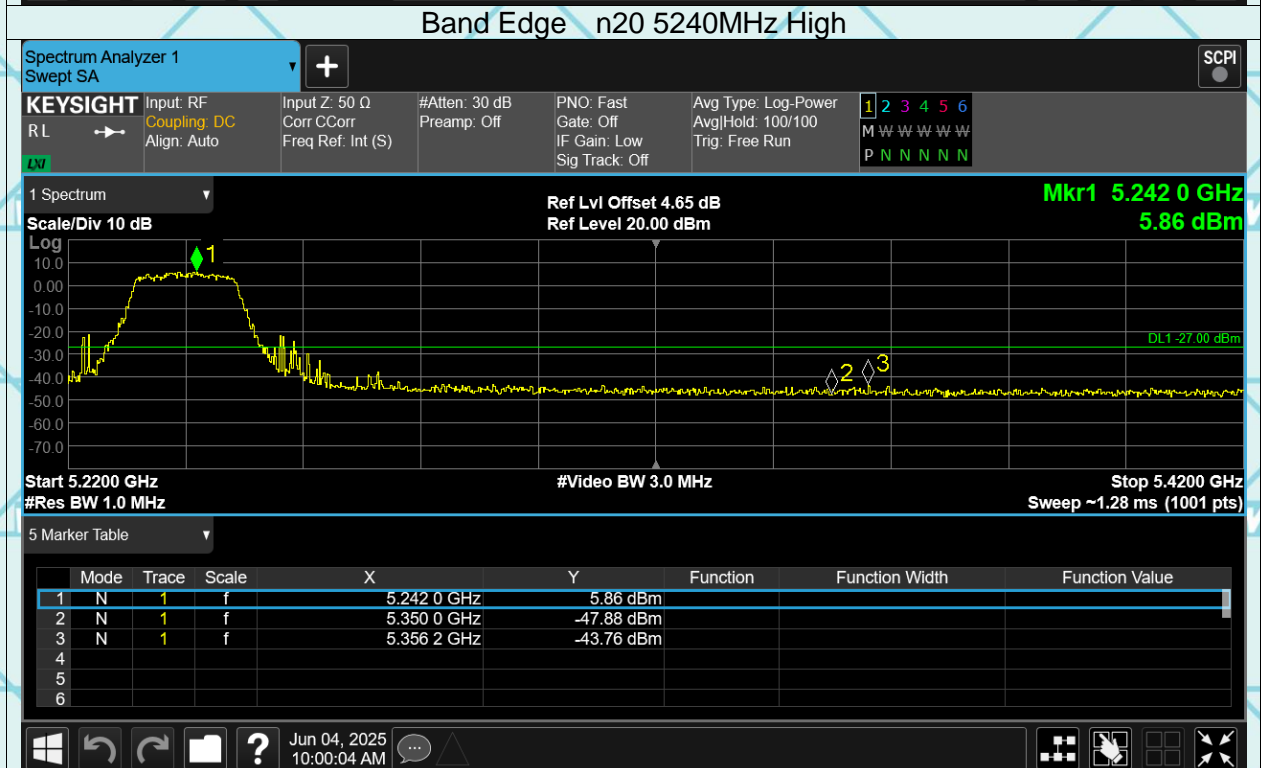 Band Edge n20 5240MHz High
Spectrum Analyzer 1
Swept SA
+
SCPI
KEYSIGHT
R L
LXI
Input: RF
Coupling: DC
Align: Auto
Input Z: 50 Ω
Corr CCorr
Freq Ref: Int (S)
#Atten: 30 dB
Preamp: Off
PNO: Fast
Gate: Off
IF Gain: Low
Sig Track: Off
Avg Type: Log-Power
Avg|Hold: 100/100
Trig: Free Run
1 2 3 4 5 6
M W W W W W
P N N N N N
1 Spectrum
Scale/Div 10 dB
Ref Lvl Offset 4.65 dB
Ref Level 20.00 dBm
Mkr1 5.242 0 GHz
5.86 dBm
Log
10.0
0.00
-10.0
-20.0
-30.0
-40.0
-50.0
-60.0
-70.0
1
2
3
DL1 -27.00 dBm
Start 5.2200 GHz
#Video BW 3.0 MHz
Stop 5.4200 GHz
#Res BW 1.0 MHz
Sweep ~1.28 ms (1001 pts)
5 Marker Table
Mode Trace Scale X Y Function Function Width Function Value
1 N 1 f 5.242 0 GHz 5.86 dBm
2 N 1 f 5.350 0 GHz -47.88 dBm
3 N 1 f 5.356 2 GHz -43.76 dBm
4
5
6
?
Jun 04, 2025
10:00:04 AM